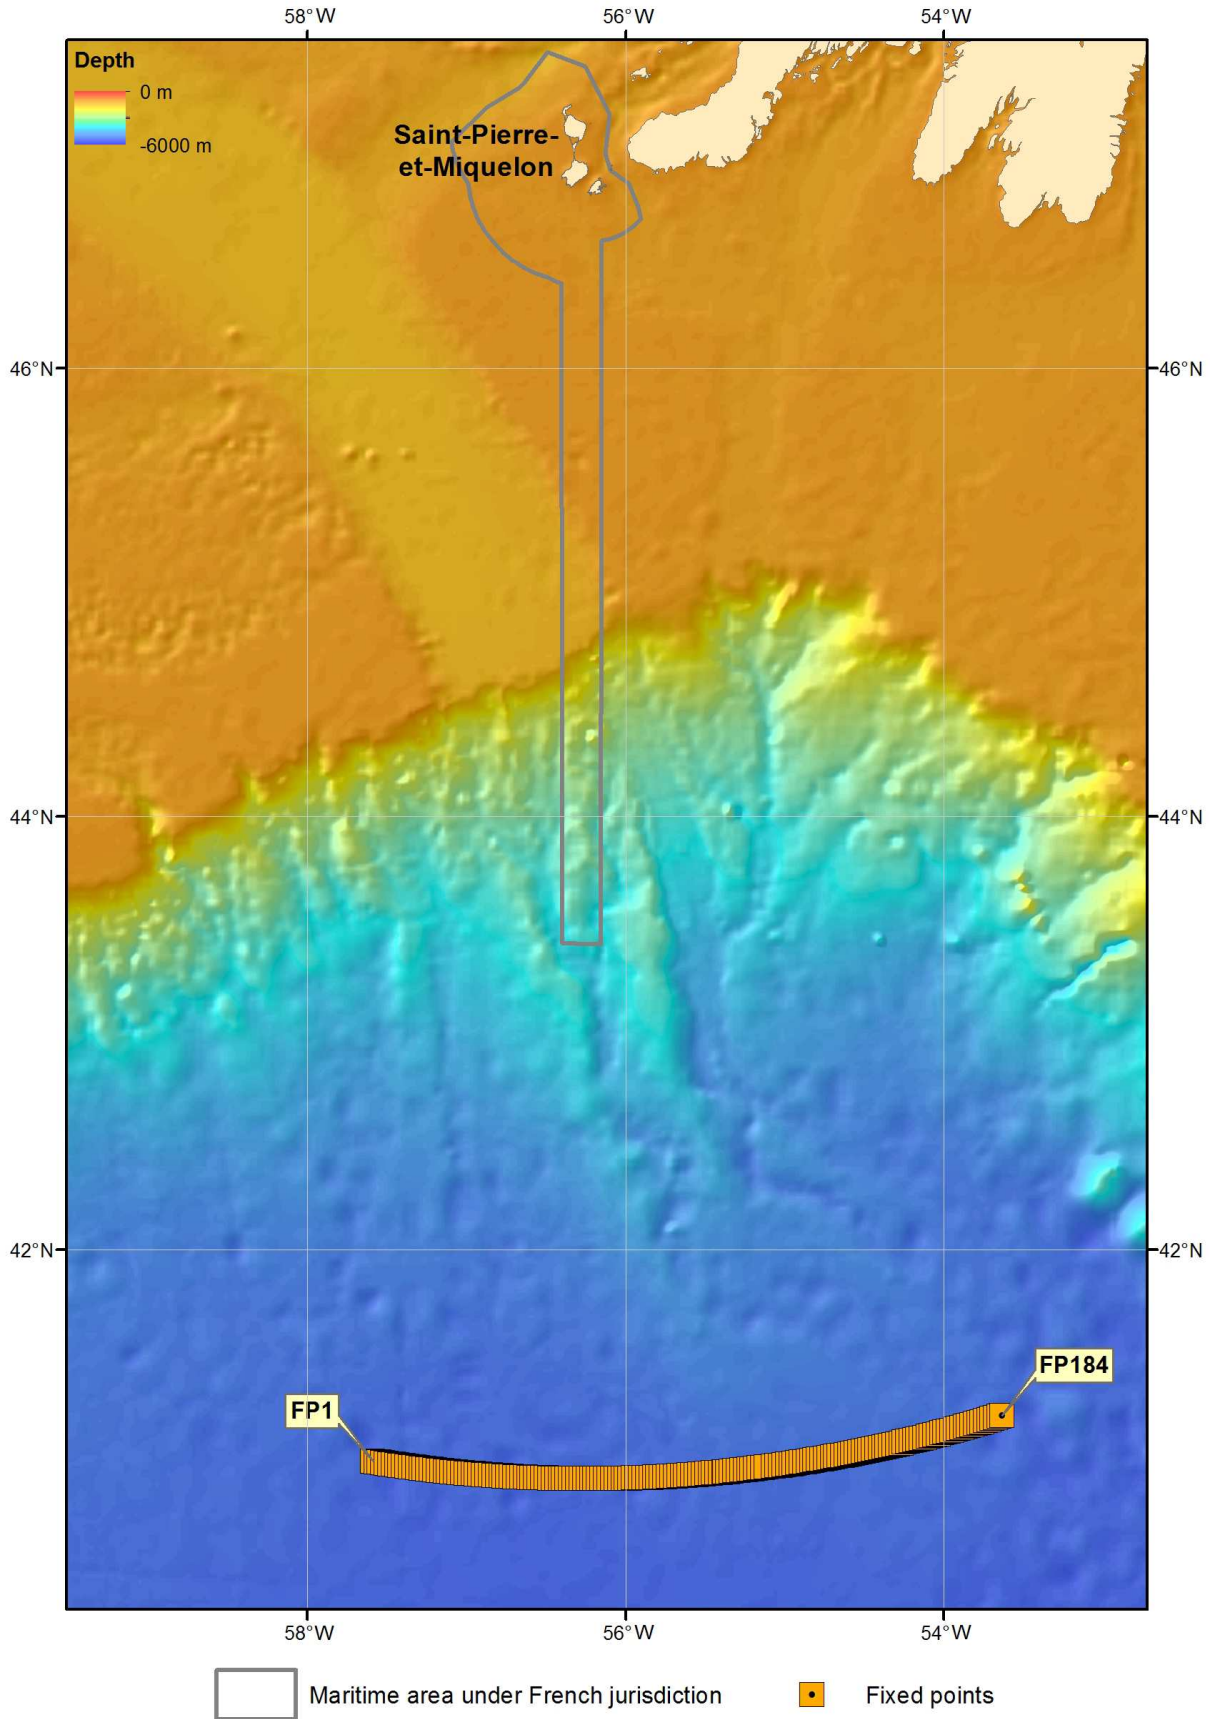 58°W 56°W 54°W
Depth
0 m
-6000 m
Saint-Pierre-
et-Miquelon
46°N 46°N
44°N 44°N
42°N 42°N
FP184
FP1
58°W 56°W 54°W
Maritime area under French jurisdiction Fixed points